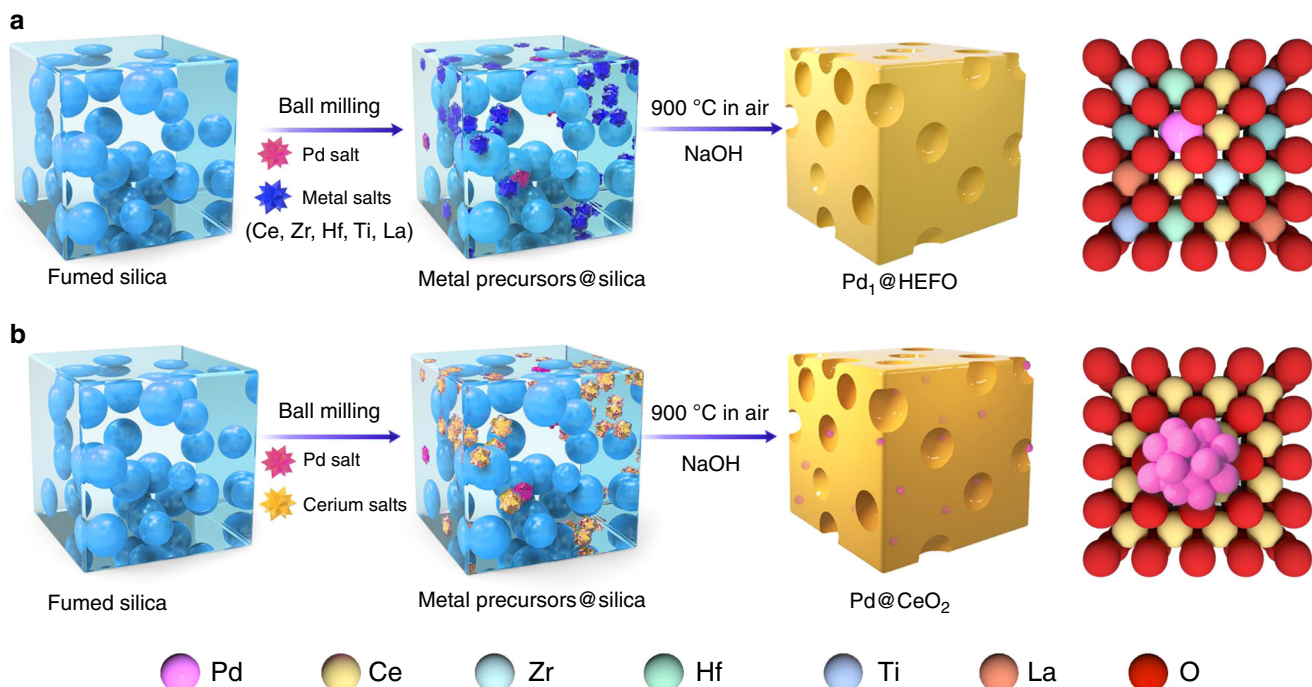 a
Ball milling
Pd salt
Metal salts
(Ce, Zr, Hf, Ti, La)
900 °C in air
NaOH
Fumed silica
Metal precursors@silica
Pd₁@HEFO
b
Ball milling
Pd salt
Cerium salts
900 °C in air
NaOH
Fumed silica
Metal precursors@silica
Pd@CeO₂
Pd Ce Zr Hf Ti La O